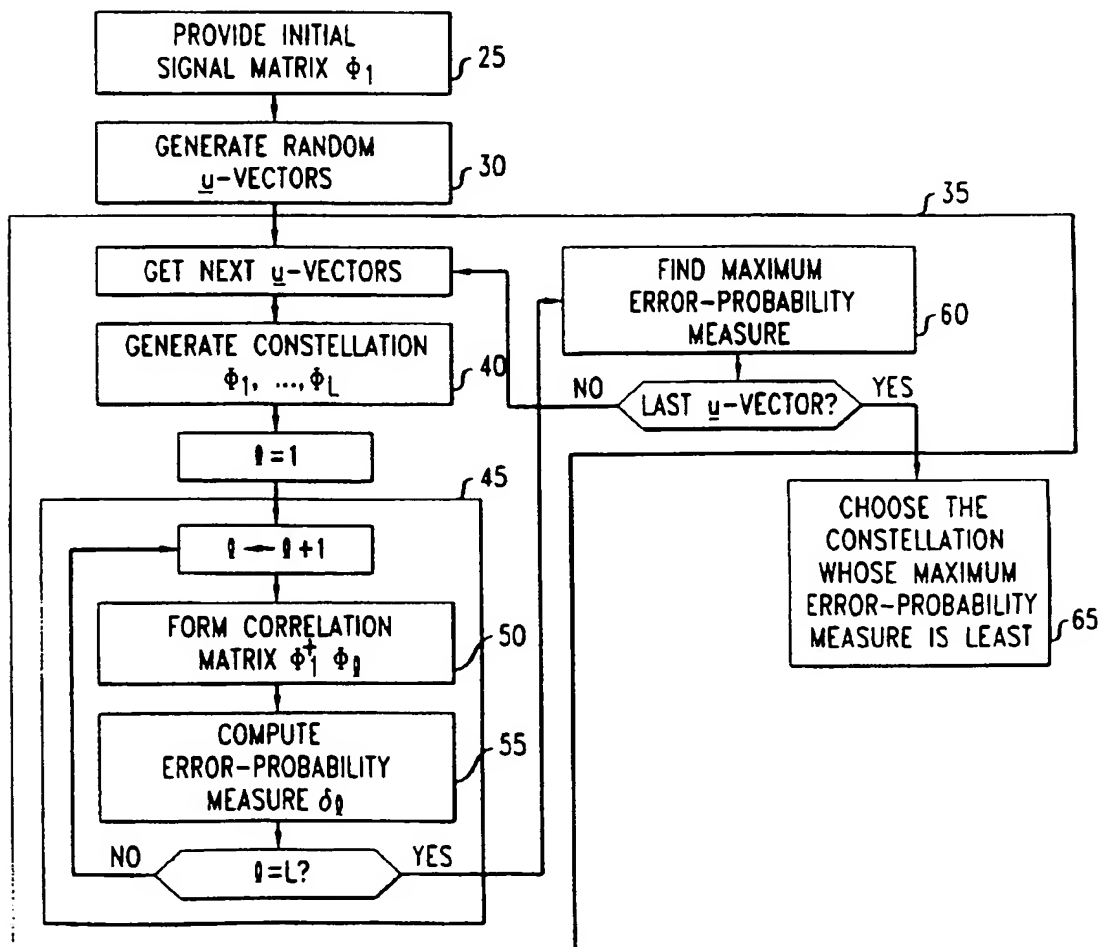 PROVIDE INITIAL
SIGNAL MATRIX Φ1
25
GENERATE RANDOM
u-VECTORS
30
35
GET NEXT u-VECTORS
GENERATE CONSTELLATION
Φ1, ...,ΦL
40
ℓ=1
45
ℓ ← ℓ+1
FORM CORRELATION
MATRIX Φ1+ Φℓ
50
COMPUTE
ERROR-PROBABILITY
MEASURE δℓ
55
NO
ℓ=L?
YES
FIND MAXIMUM
ERROR-PROBABILITY
MEASURE
60
NO
LAST u-VECTOR?
YES
CHOOSE THE
CONSTELLATION
WHOSE MAXIMUM
ERROR-PROBABILITY
MEASURE IS LEAST
65